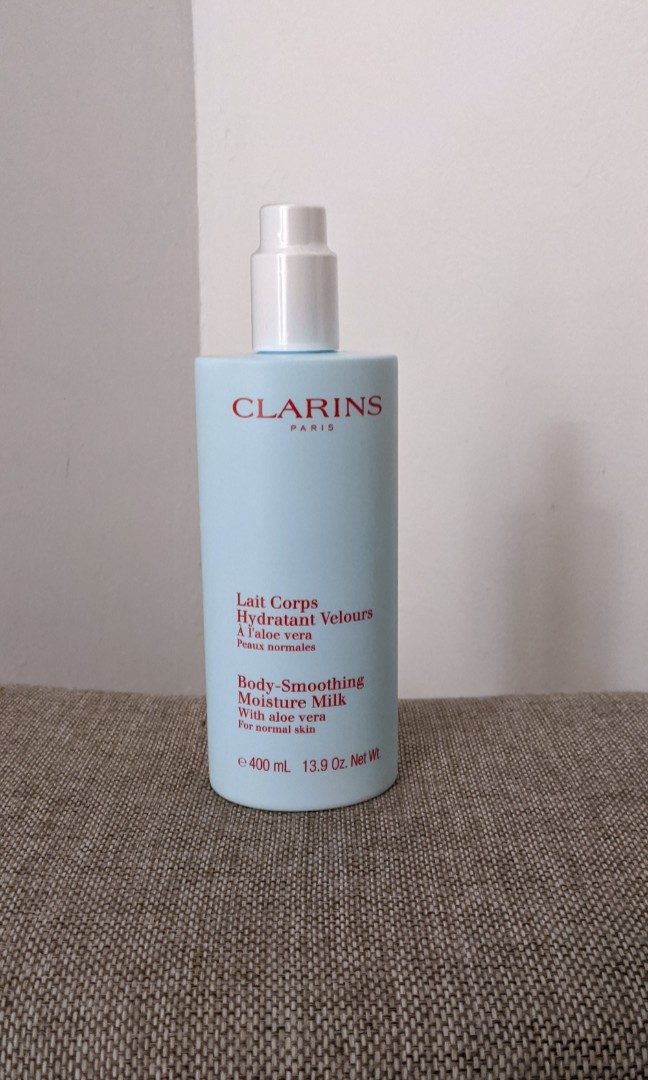 CLARINS
PARIS
Lait Corps
Hydratant Velours
À l'aloe vera
Peaux normales
Body-Smoothing
Moisture Milk
With aloe vera
For normal skin
℮ 400 mL 13.9 Oz. Net Wt.